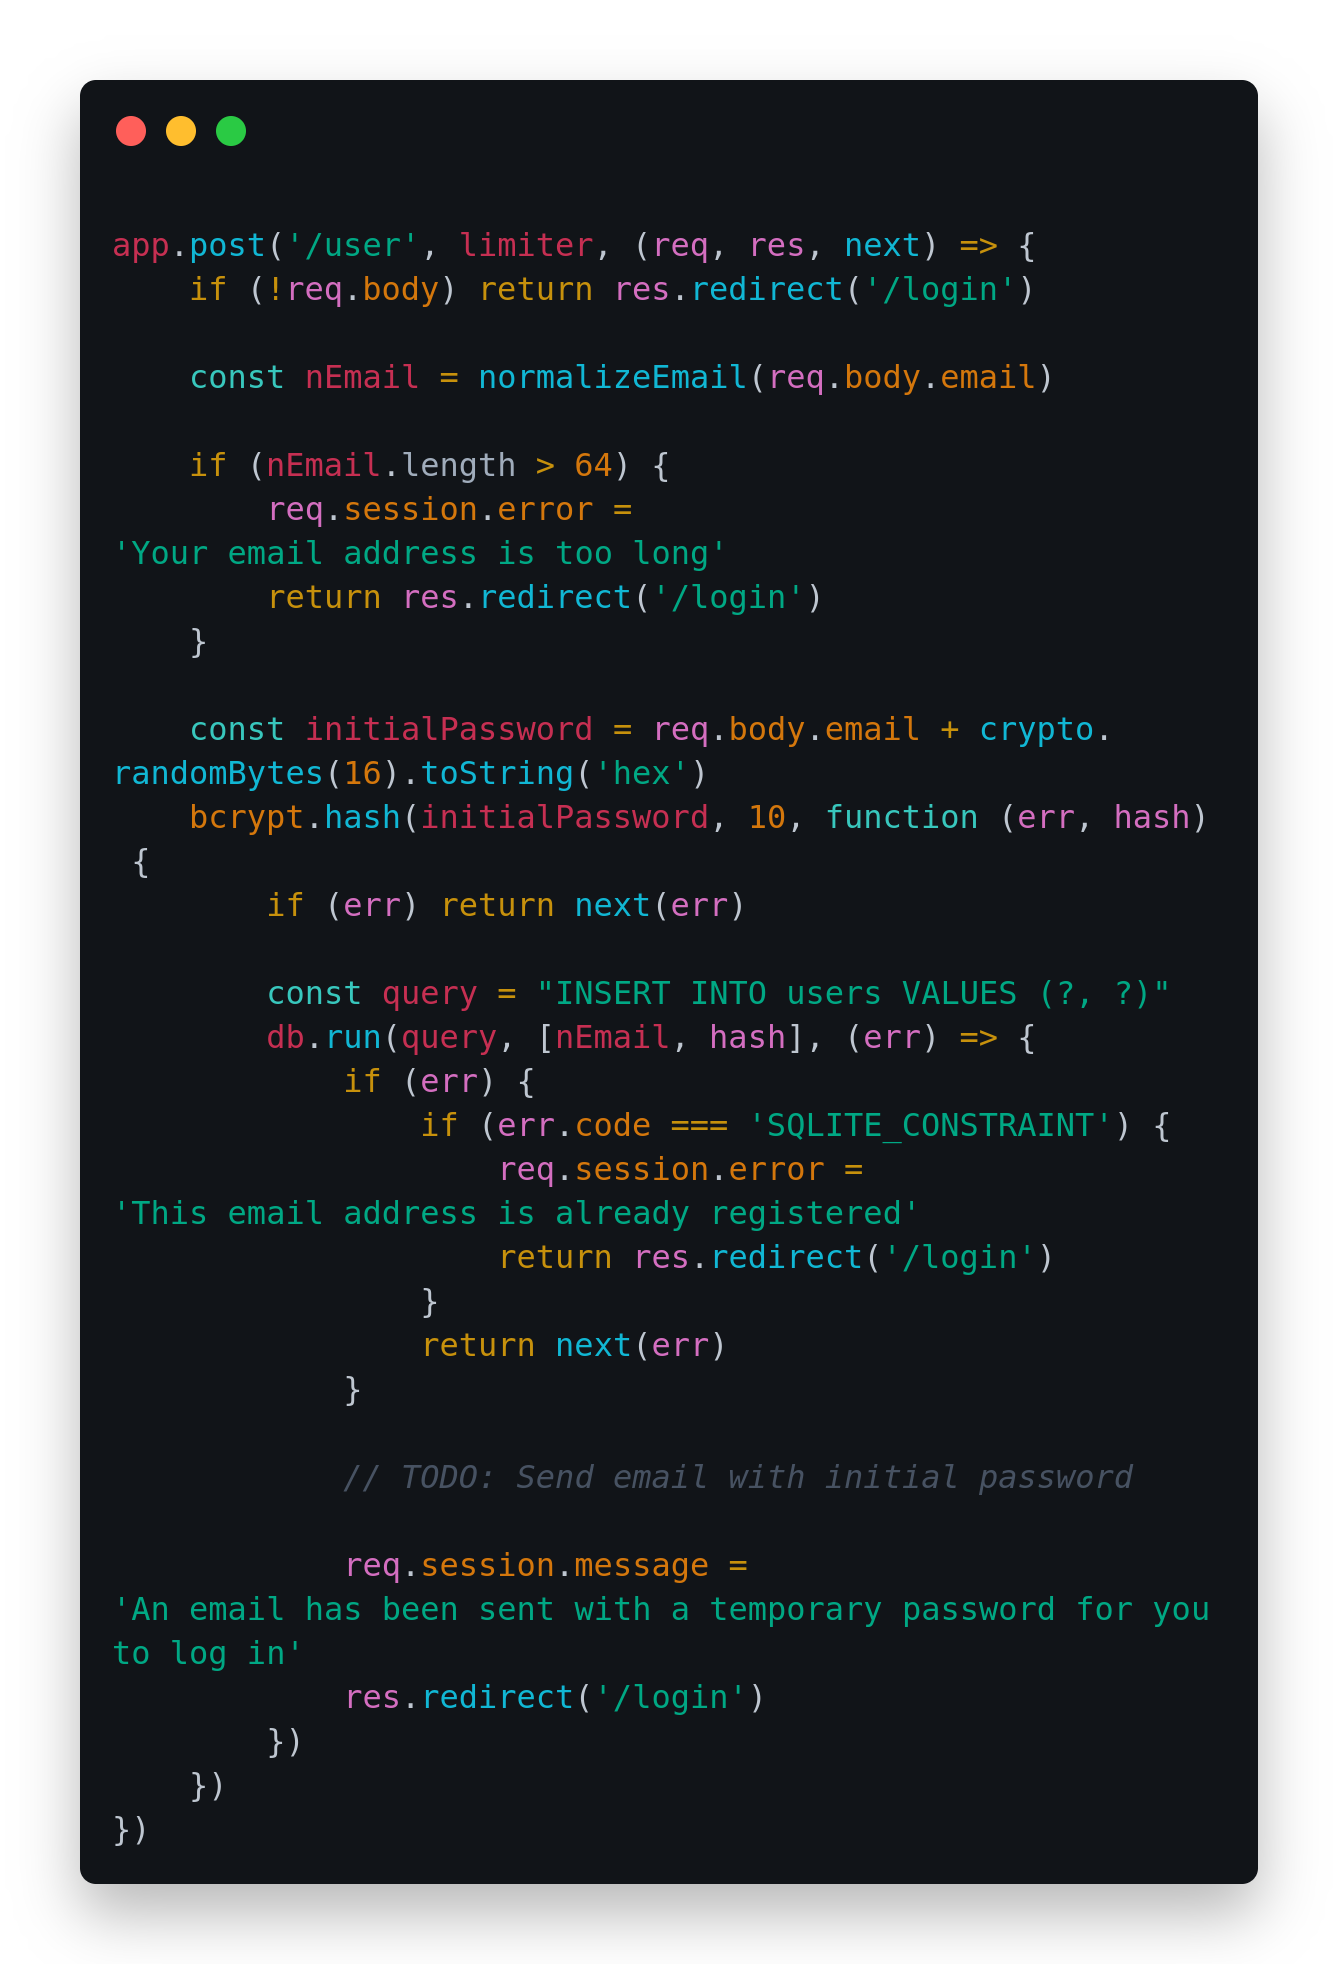 app.post('/user', limiter, (req, res, next) => {
    if (!req.body) return res.redirect('/login')

    const nEmail = normalizeEmail(req.body.email)

    if (nEmail.length > 64) {
        req.session.error =
'Your email address is too long'
        return res.redirect('/login')
    }

    const initialPassword = req.body.email + crypto.
randomBytes(16).toString('hex')
    bcrypt.hash(initialPassword, 10, function (err, hash)
 {
        if (err) return next(err)

        const query = "INSERT INTO users VALUES (?, ?)"
        db.run(query, [nEmail, hash], (err) => {
            if (err) {
                if (err.code === 'SQLITE_CONSTRAINT') {
                    req.session.error =
'This email address is already registered'
                    return res.redirect('/login')
                }
                return next(err)
            }

            // TODO: Send email with initial password

            req.session.message =
'An email has been sent with a temporary password for you
to log in'
            res.redirect('/login')
        })
    })
})